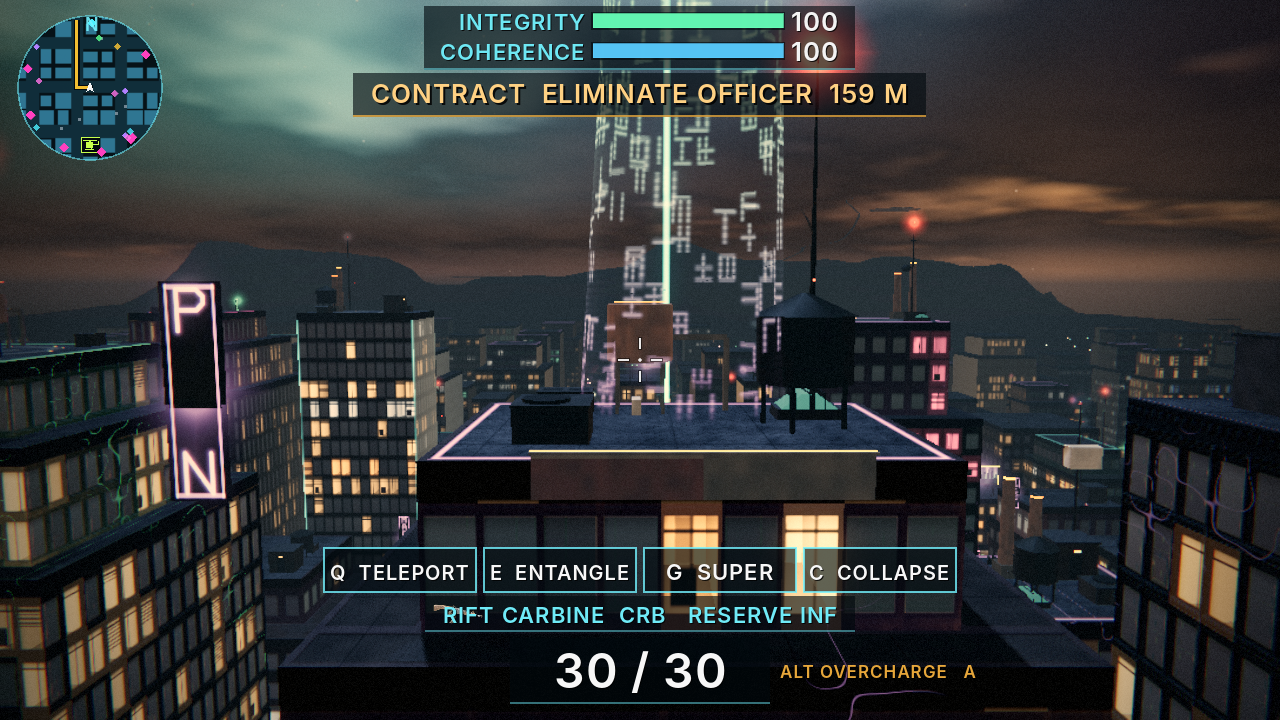 N
INTEGRITY 100
COHERENCE 100
CONTRACT ELIMINATE OFFICER 159 M
P
N
Q TELEPORT
E ENTANGLE
G SUPER
C COLLAPSE
RIFT CARBINE CRB RESERVE INF
30 / 30
ALT OVERCHARGE A